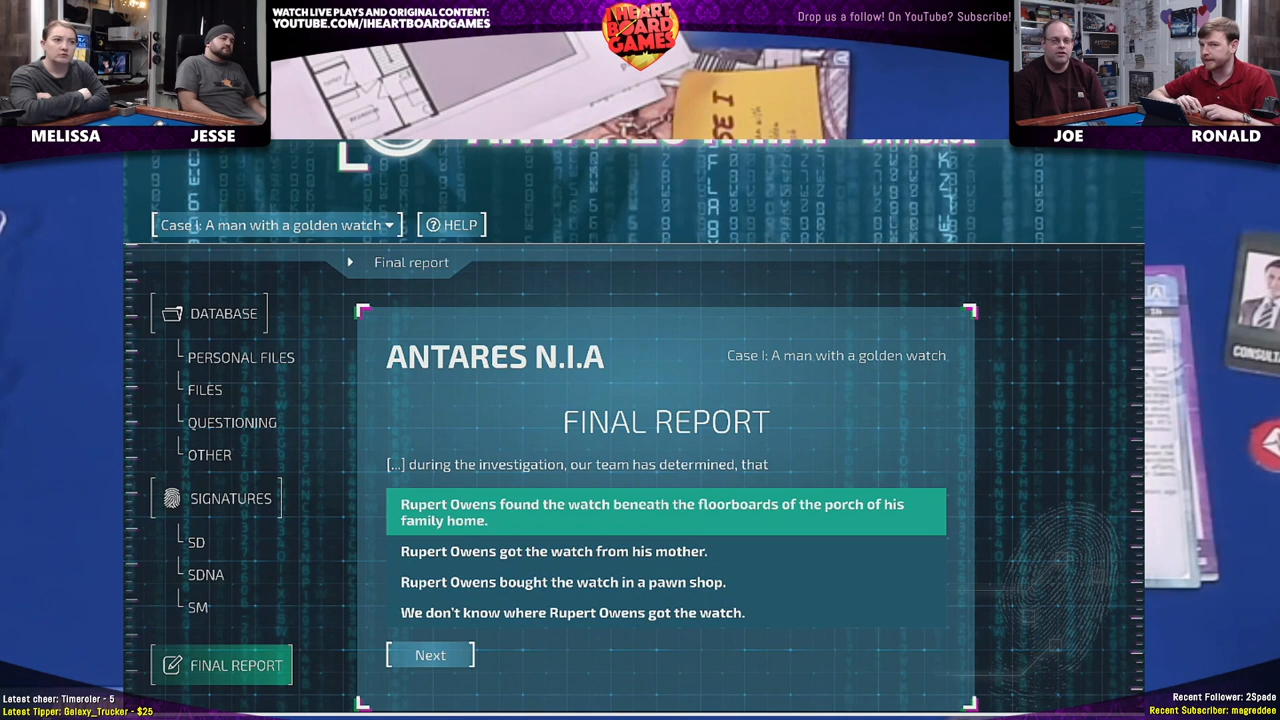 WATCH LIVE PLAYS AND ORIGINAL CONTENT:
YOUTUBE.COM/IHEARTBOARDGAMES
I HEART
BOARD
GAMES
Drop us a follow! On YouTube? Subscribe!
MELISSA
JESSE
JOE
RONALD
SE I
Case I: A man with a golden watch
HELP
Final report
DATABASE
PERSONAL FILES
FILES
QUESTIONING
OTHER
SIGNATURES
SD
SDNA
SM
FINAL REPORT
ANTARES N.I.A
Case I: A man with a golden watch
FINAL REPORT
[...] during the investigation, our team has determined, that
Rupert Owens found the watch beneath the floorboards of the porch of his
family home.
Rupert Owens got the watch from his mother.
Rupert Owens bought the watch in a pawn shop.
We don't know where Rupert Owens got the watch.
Next
Latest cheer: Timeroler - 5
Latest Tipper: Galaxy_Trucker - $25
Recent Follower: 2Spade
Recent Subscriber: magreddee